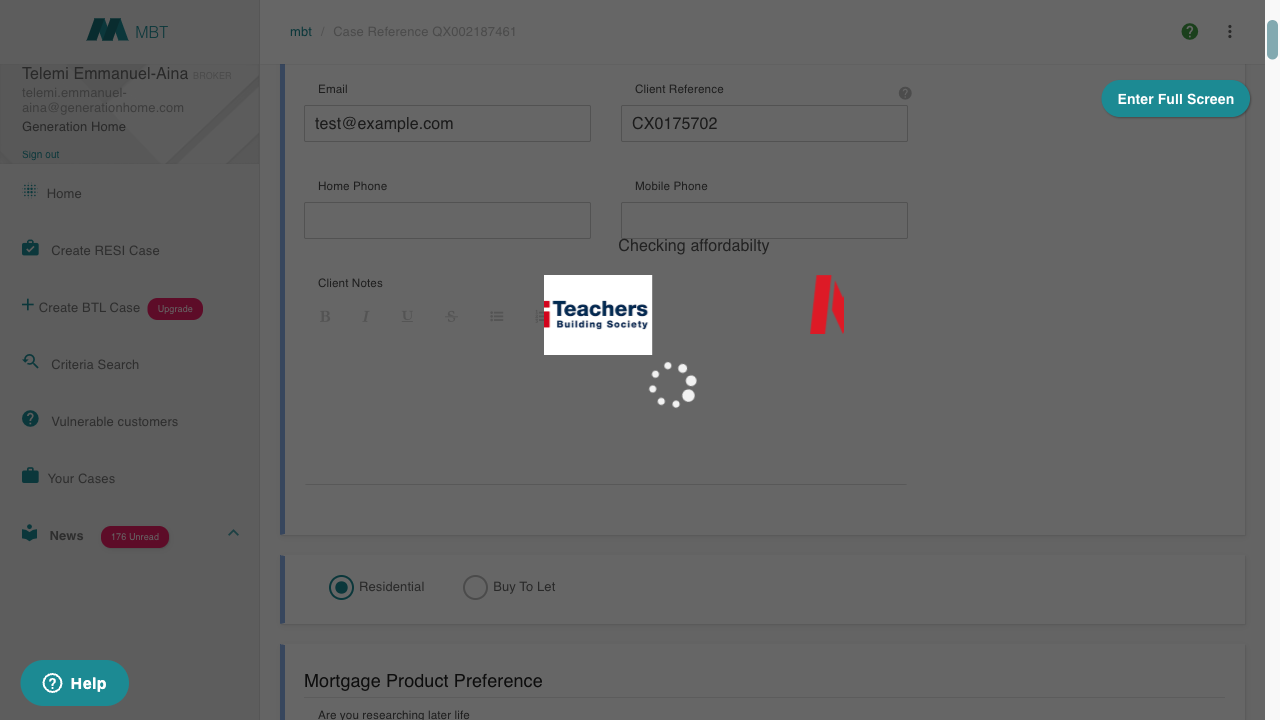 MBT
mbt / Case Reference QX002187461
Telemi Emmanuel-Aina BROKER
telemi.emmanuel-
aina@generationhome.com
Generation Home
Sign out
Home
Create RESI Case
Create BTL Case Upgrade
Criteria Search
Vulnerable customers
Your Cases
News 176 Unread
Help
Enter Full Screen
Email
Client Reference
test@example.com
CX0175702
Home Phone
Mobile Phone
Checking affordabilty
Client Notes
B I U S
Teachers
Building Society
Residential
Buy To Let
Mortgage Product Preference
Are you researching later life